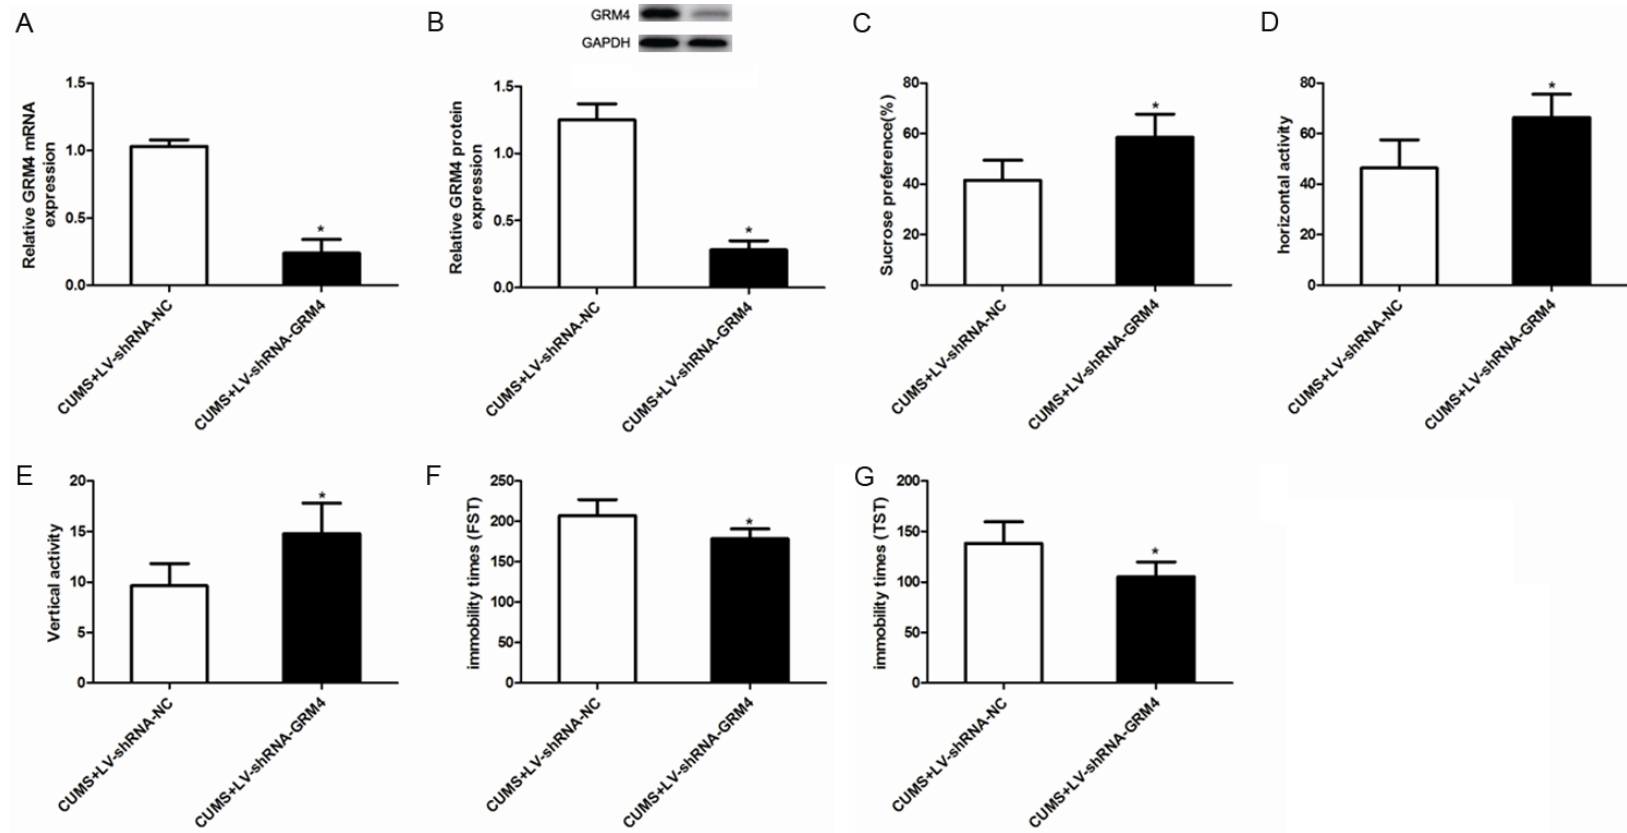 A
Relative GRM4 mRNA
expression
1.5
1.0
0.5
0.0
*
CUMS+LV-shRNA-NC
CUMS+LV-shRNA-GRM4
B
GRM4
GAPDH
Relative GRM4 protein
expression
1.5
1.0
0.5
0.0
*
CUMS+LV-shRNA-NC
CUMS+LV-shRNA-GRM4
C
Sucrose preference(%)
80
60
40
20
0
*
CUMS+LV-shRNA-NC
CUMS+LV-shRNA-GRM4
D
horizontal activity
80
60
40
20
0
*
CUMS+LV-shRNA-NC
CUMS+LV-shRNA-GRM4
E
Vertical activity
20
15
10
5
0
*
CUMS+LV-shRNA-NC
CUMS+LV-shRNA-GRM4
F
immobility times (FST)
250
200
150
100
50
0
*
CUMS+LV-shRNA-NC
CUMS+LV-shRNA-GRM4
G
immobility times (TST)
200
150
100
50
0
*
CUMS+LV-shRNA-NC
CUMS+LV-shRNA-GRM4